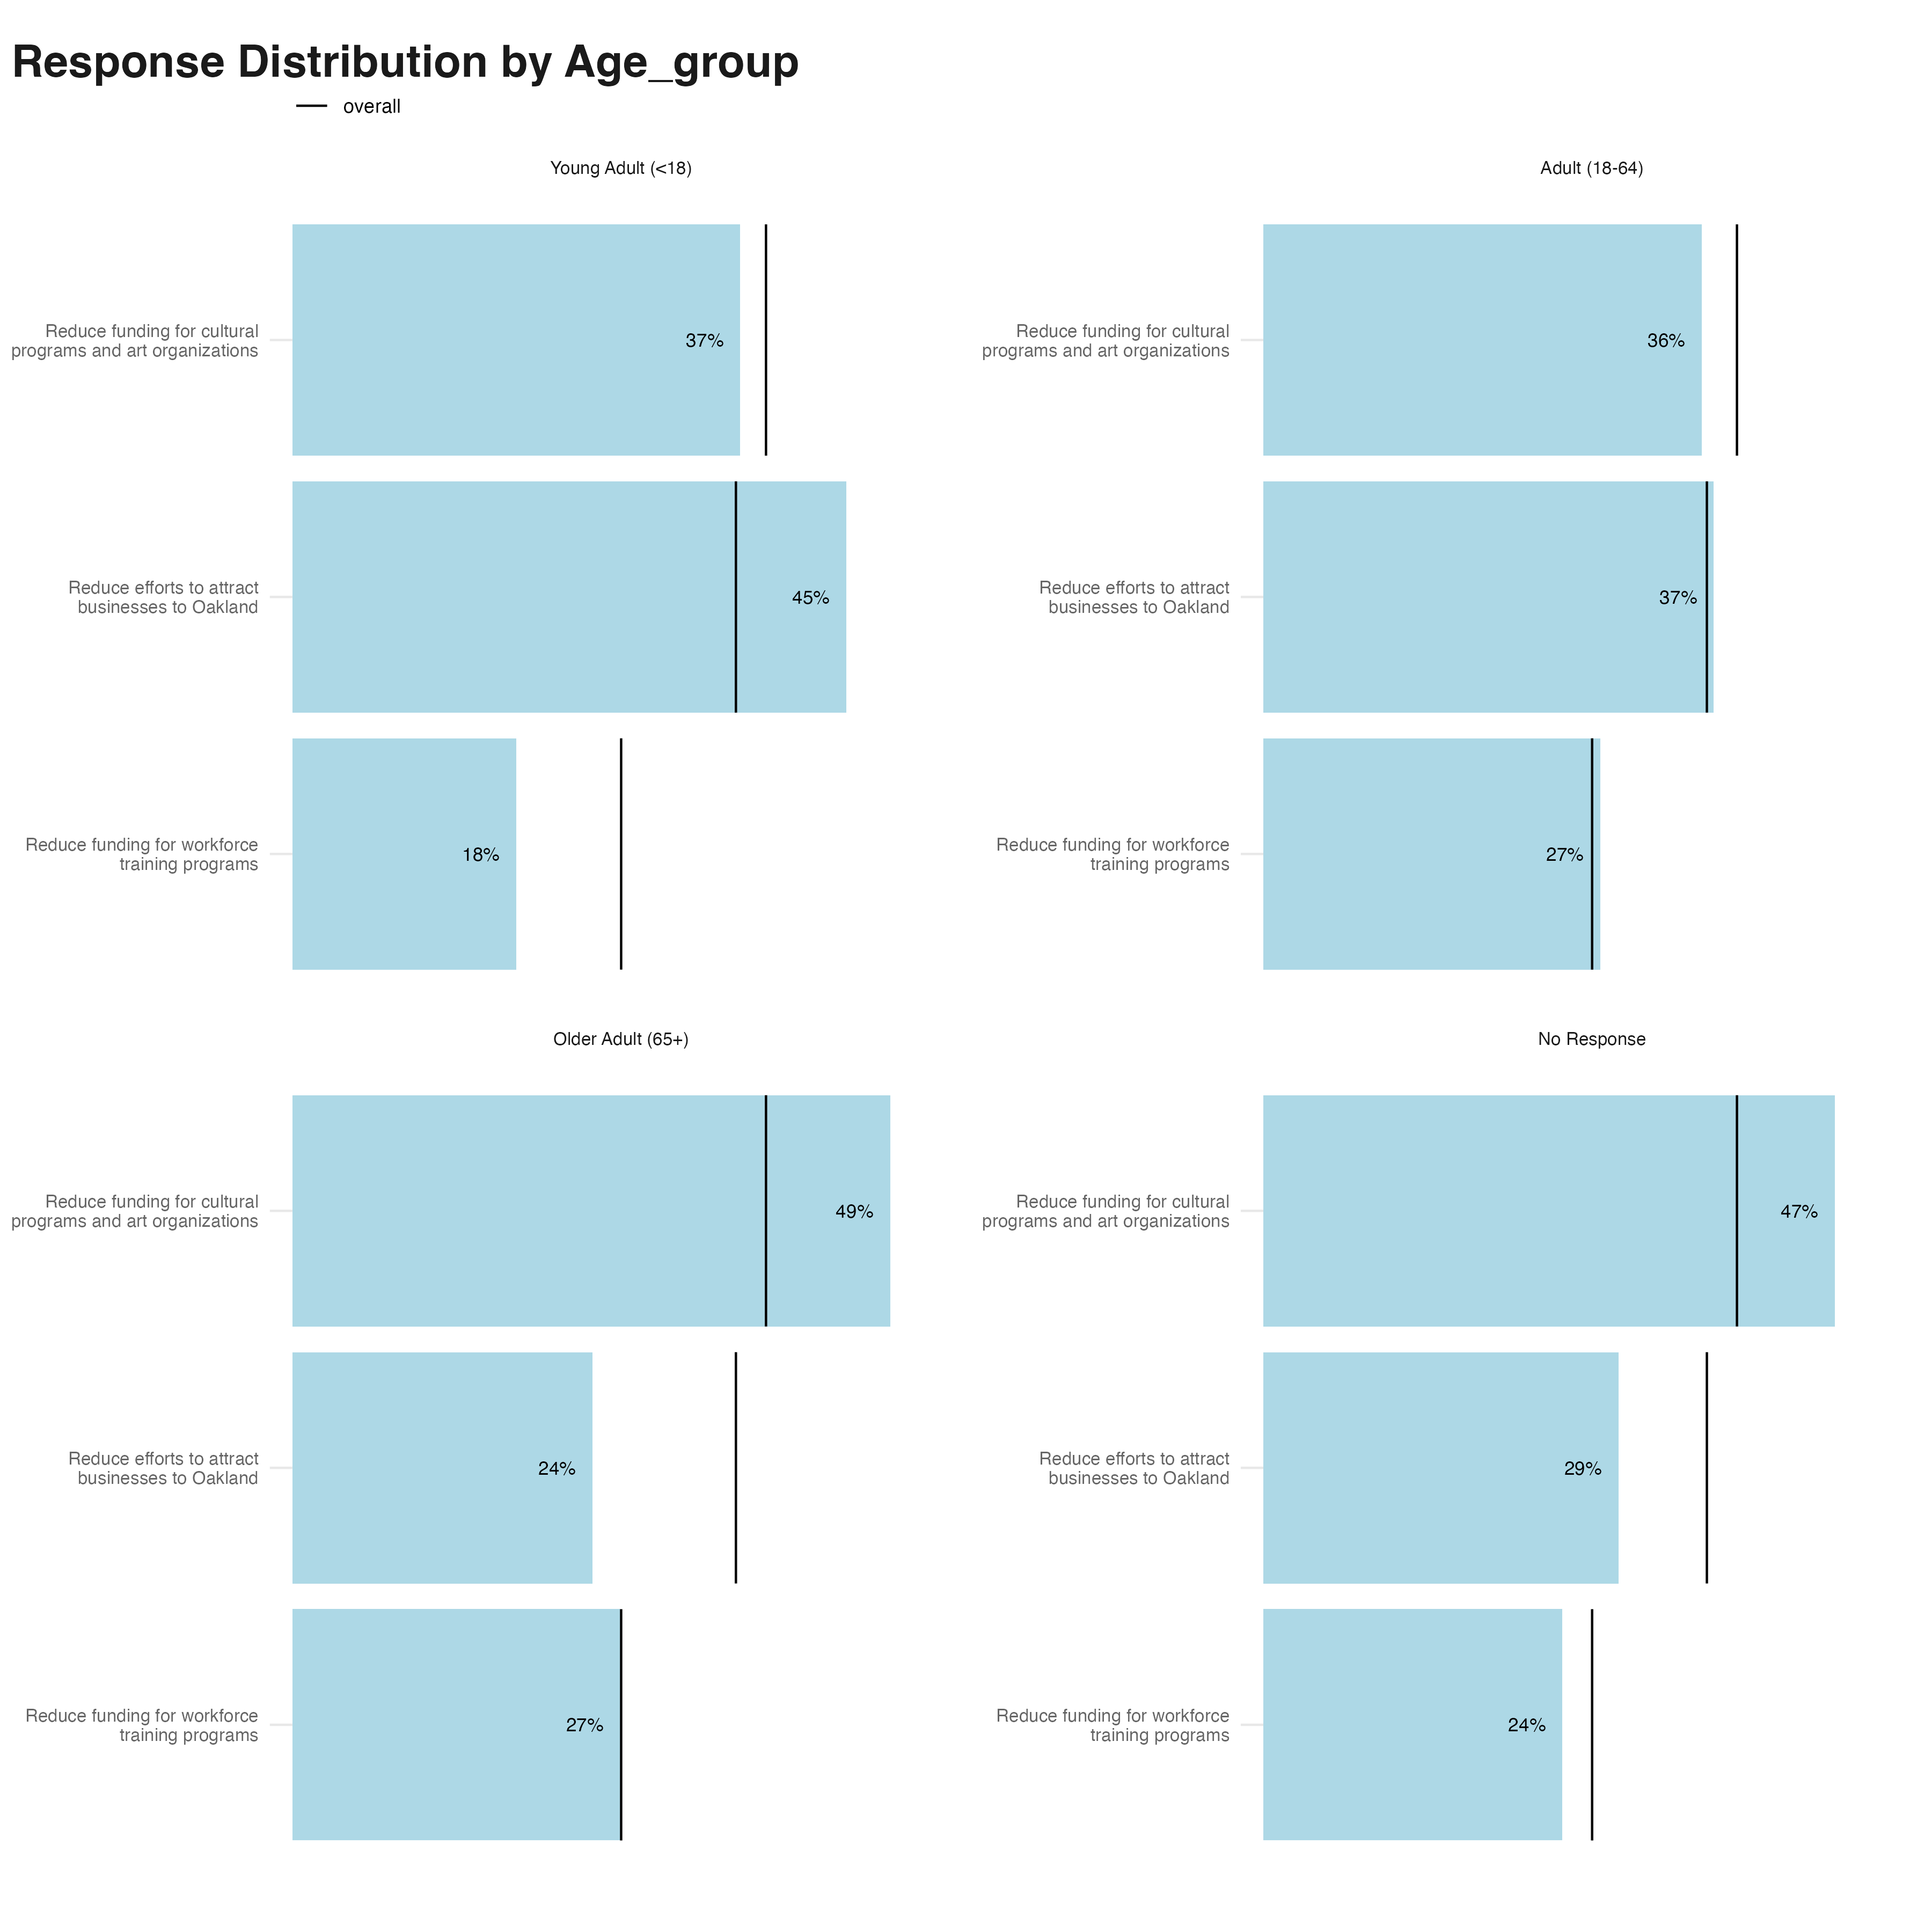 Response Distribution by Age_group
overall
Young Adult (<18)
Reduce funding for cultural
programs and art organizations
37%
Reduce efforts to attract
businesses to Oakland
45%
Reduce funding for workforce
training programs
18%
Adult (18-64)
Reduce funding for cultural
programs and art organizations
36%
Reduce efforts to attract
businesses to Oakland
37%
Reduce funding for workforce
training programs
27%
Older Adult (65+)
Reduce funding for cultural
programs and art organizations
49%
Reduce efforts to attract
businesses to Oakland
24%
Reduce funding for workforce
training programs
27%
No Response
Reduce funding for cultural
programs and art organizations
47%
Reduce efforts to attract
businesses to Oakland
29%
Reduce funding for workforce
training programs
24%